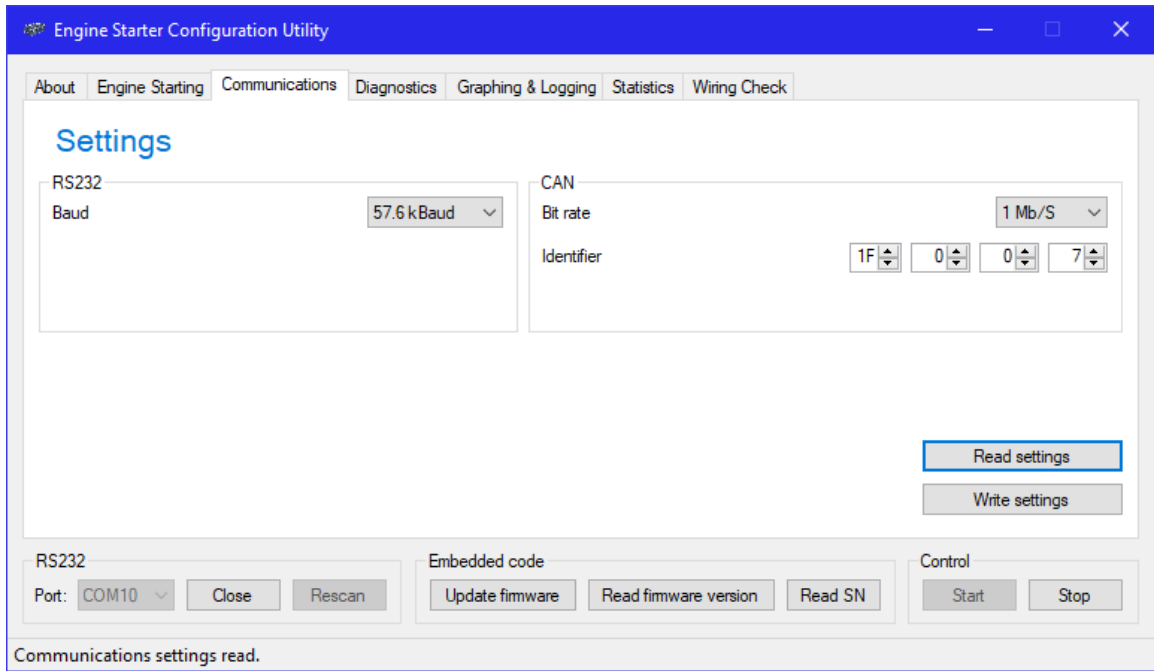 Engine Starter Configuration Utility
About Engine Starting Communications Diagnostics Graphing & Logging Statistics Wiring Check
Settings
RS232
Baud 57.6 kBaud
CAN
Bit rate 1 Mb/S
Identifier 1F 0 0 7
Read settings
Write settings
RS232
Port: COM10 Close Rescan
Embedded code
Update firmware Read firmware version Read SN
Control
Start Stop
Communications settings read.